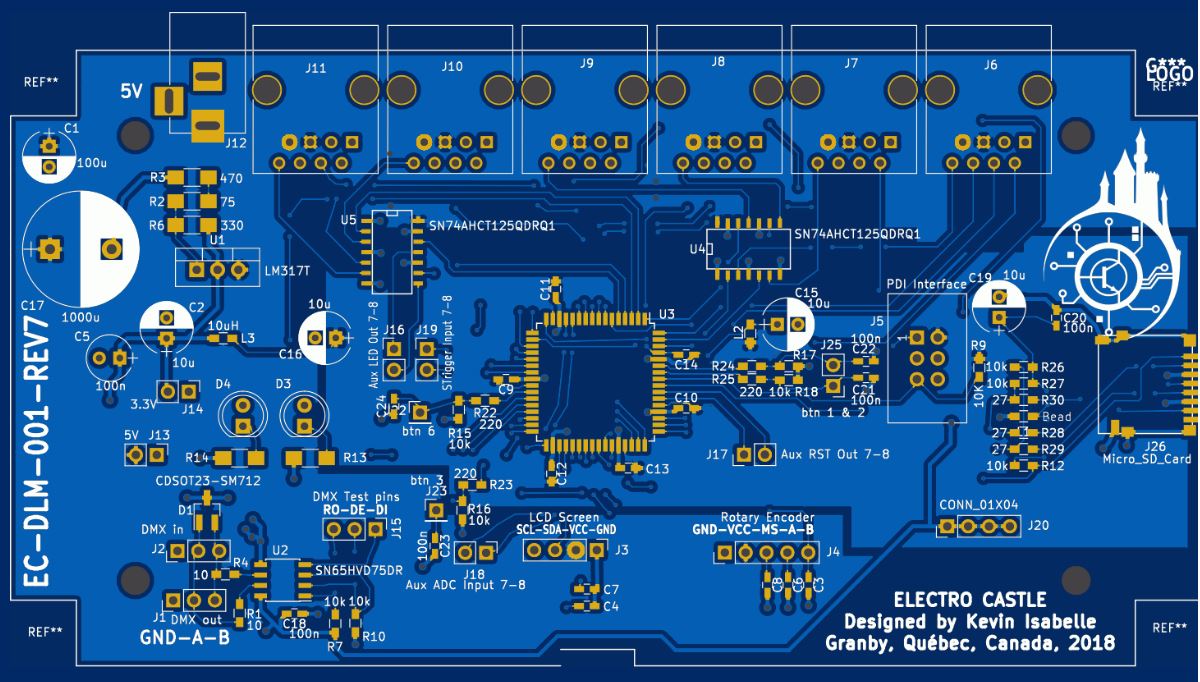 REF**
5V
J12
J11
J10
J9
J8
J7
J6
G***
LOGO
REF**
C1
100u
R3 470
R2 75
R6 330
U1
LM317T
U5
SN74AHCT125QDRQ1
U4
SN74AHCT125QDRQ1
PDI Interface
C17
1000u
C2
10u
10uH
L3
C5
100n
3.3V
J14
C16
10u
J16
Aux LED Out 7-8
J19
STrigger Input 7-8
C11
U3
C14
C10
C9
L2
C15
10u
J5
1
C19
10u
C20
100n
R24
R25
220
R17
R18
10k
J25
C22
100n
C21
100n
btn 1 & 2
R9
10K
10k R26
10k R27
27 R30
Bead
27 R28
27 R29
10k R12
J26
Micro_SD_Card
D4
D3
C24
btn 6
R22
220
R15
10k
5V J13
R14
R13
C12
C13
J17 Aux RST Out 7-8
CDSOT23-SM712
D1
DMX in
J2
DMX Test pins
RO-DE-DI
J15
btn 3
J23
220 R23
R16
10k
100n
C23
J18
Aux ADC Input 7-8
LCD Screen
SCL-SDA-VCC-GND
J3
Rotary Encoder
GND-VCC-MS-A-B
J4
CONN_01X04
J20
U2
SN65HVD75DR
R4
10
J1
DMX out
GND-A-B
R1
10
C18
100n
10k 10k
R7
R10
C7
C4
C8
C6
C3
EC-DLM-001-REV7
REF**
ELECTRO CASTLE
Designed by Kevin Isabelle
Granby, Québec, Canada, 2018
REF**